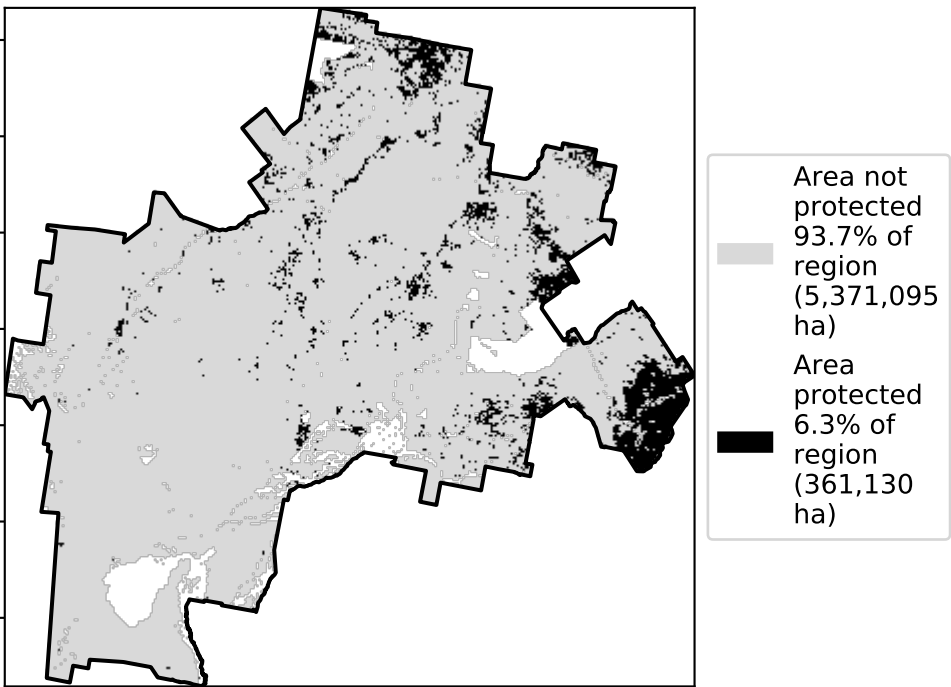 Area not
protected
93.7% of
region
(5,371,095
ha)
Area
protected
6.3% of
region
(361,130
ha)